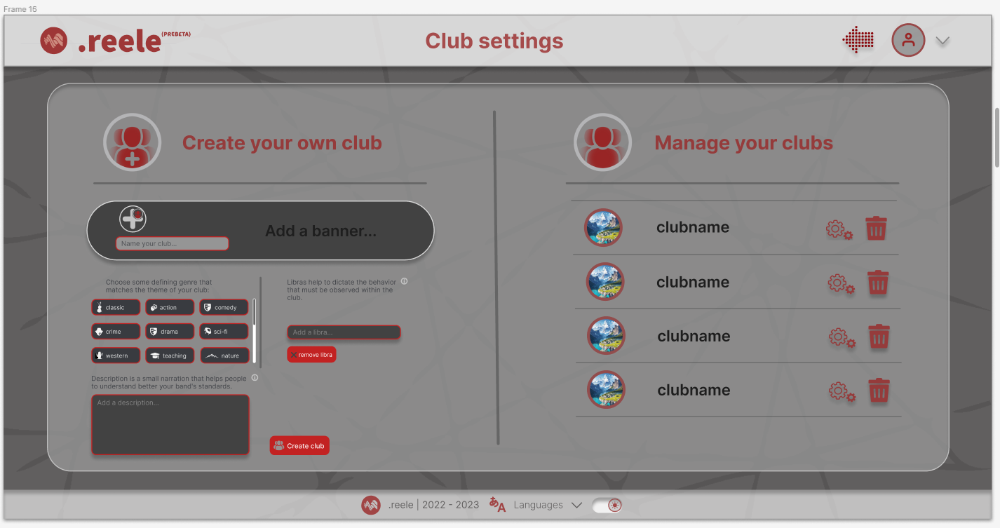 Frame 16
.reele (PREBETA)
Club settings
Create your own club
Add a banner...
Name your club...
Choose some defining genre that
matches the theme of your club:
classic
action
comedy
crime
drama
sci-fi
western
teaching
nature
Libras help to dictate the behavior
that must be observed within the
club.
Add a libra...
remove libra
Description is a small narration that helps people
to understand better your band's standards.
Add a description...
Create club
Manage your clubs
clubname
clubname
clubname
clubname
.reele | 2022 - 2023
あA
Languages